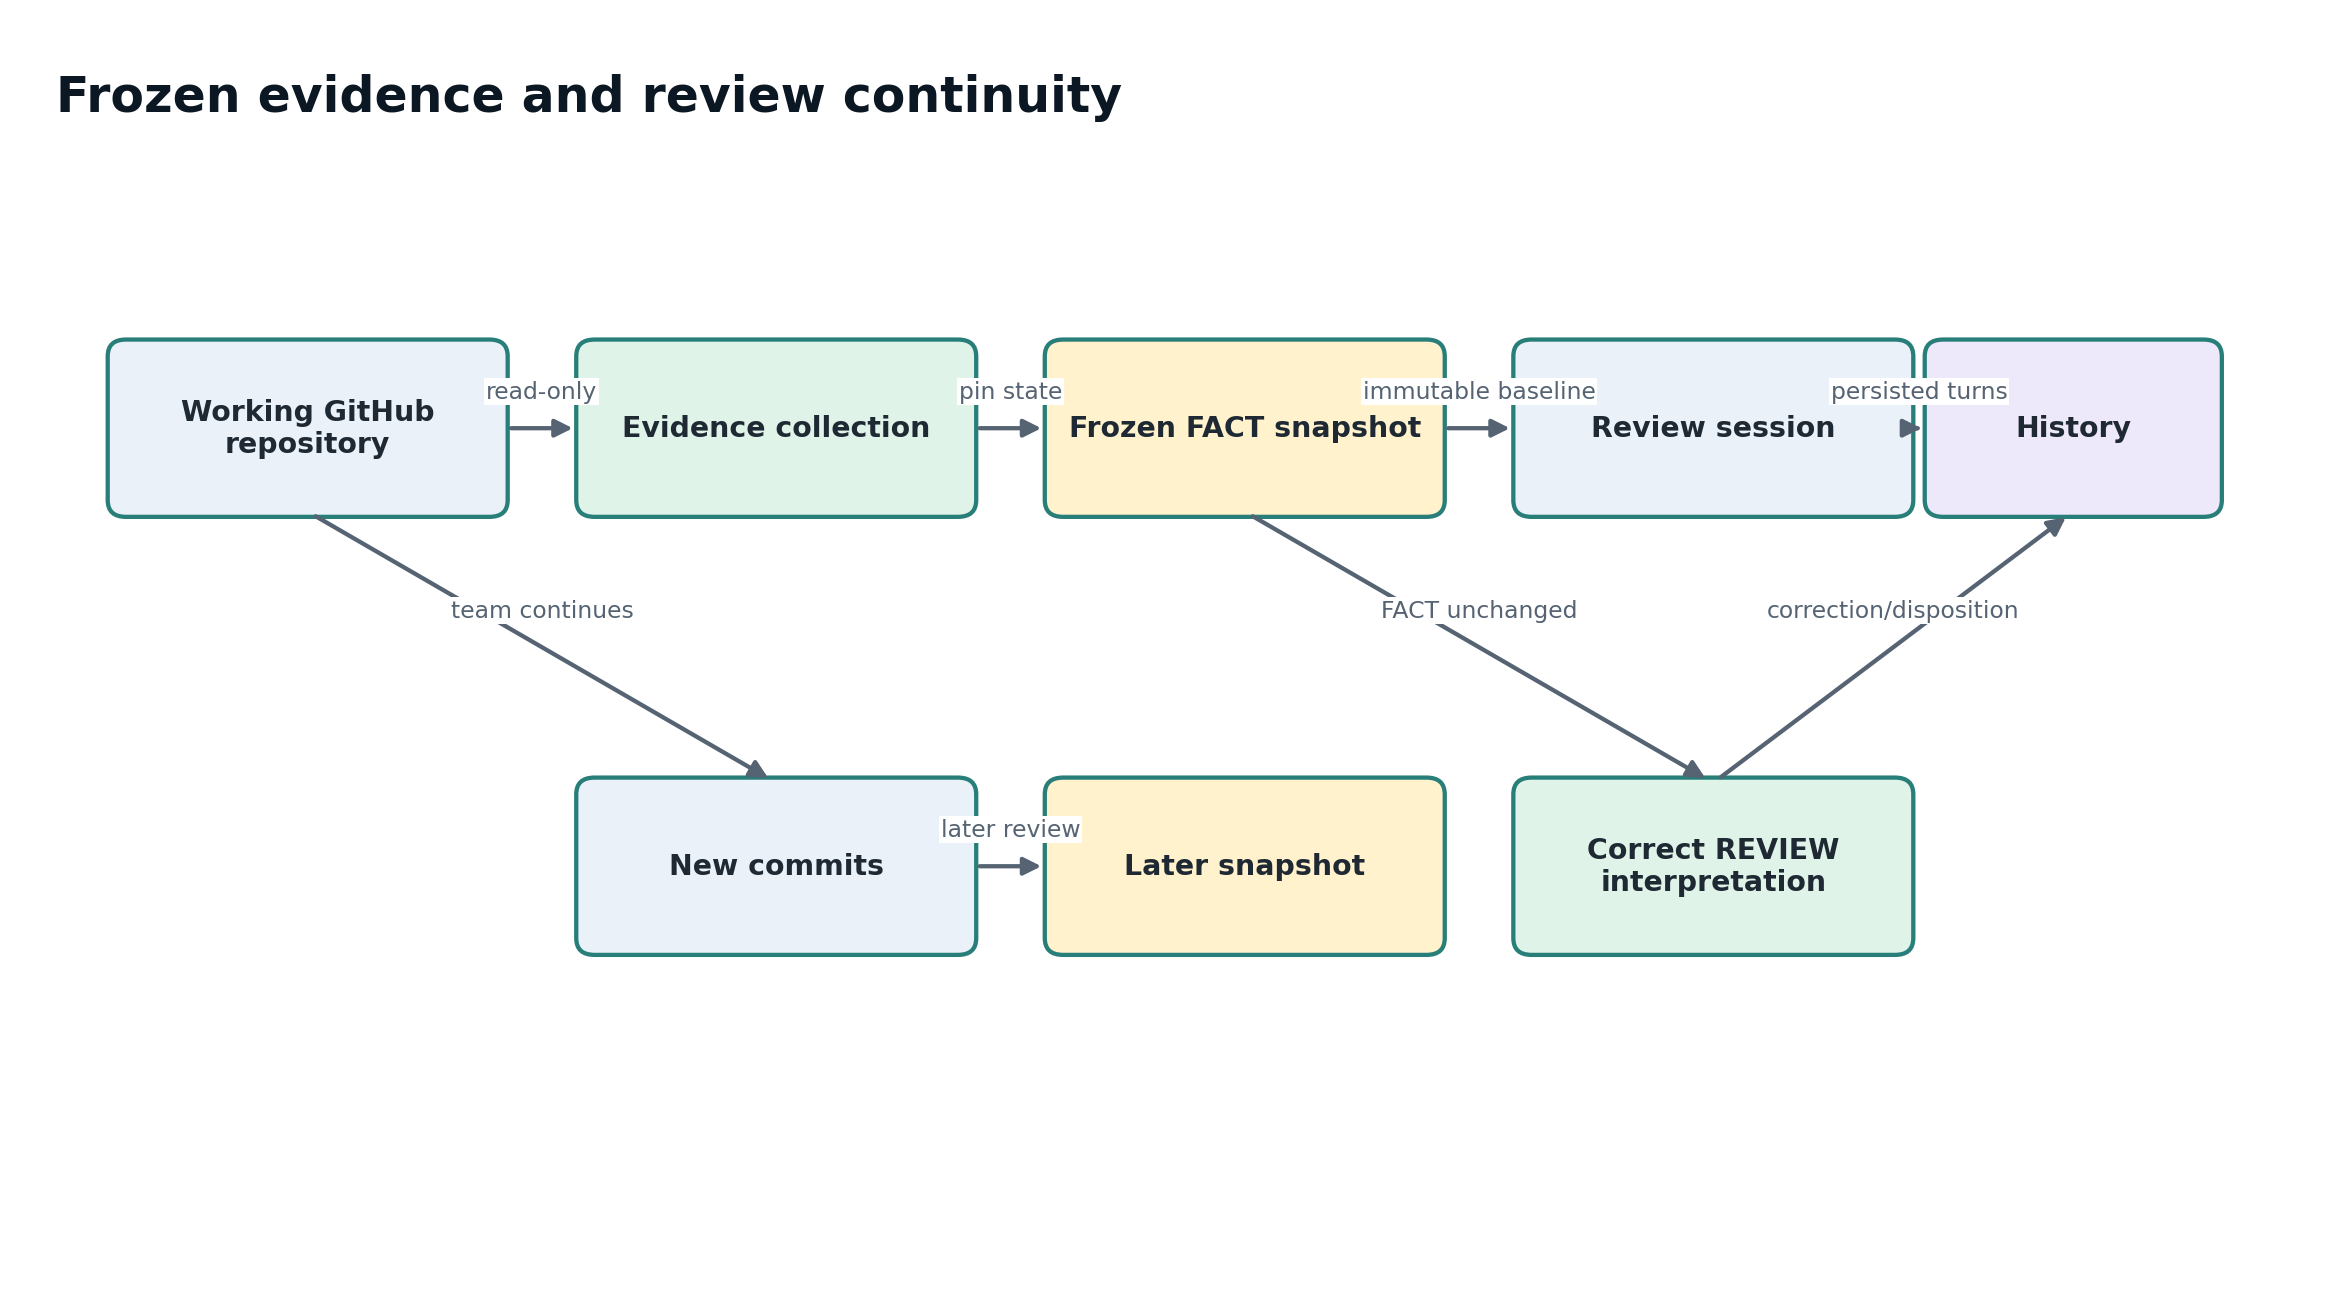 Frozen evidence and review continuity
Working GitHub
repository
read-only
Evidence collection
pin state
Frozen FACT snapshot
immutable baseline
Review session
persisted turns
History
team continues
FACT unchanged
correction/disposition
New commits
later review
Later snapshot
Correct REVIEW
interpretation